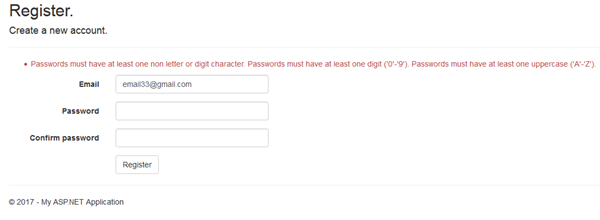 Register.
Create a new account.
Passwords must have at least one non letter or digit character. Passwords must have at least one digit ('0'-'9'). Passwords must have at least one uppercase ('A'-'Z').
Email email33@gmail.com
Password
Confirm password
Register
© 2017 - My ASP.NET Application